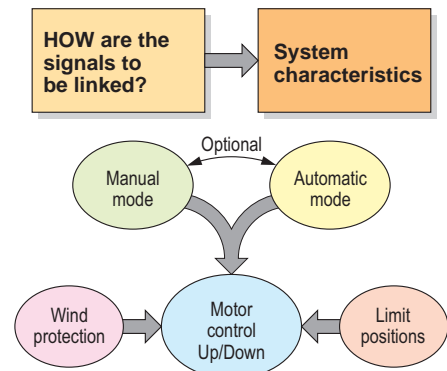 HOW are the
signals to
be linked?
System
characteristics
Optional
Manual
mode
Automatic
mode
Wind
protection
Motor
control
Up/Down
Limit
positions